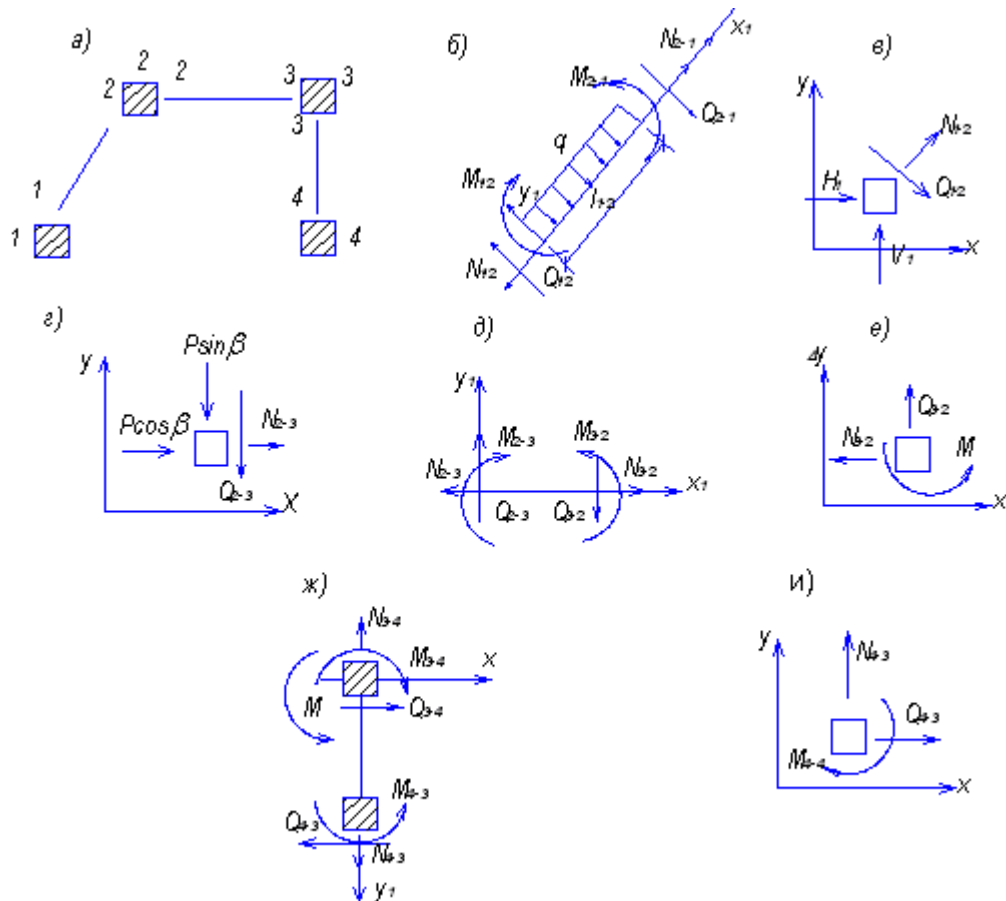 а)
2
2
2
3
3
3
1
4
1
4
б)
N2-1
x1
M2-1
Q2-1
q
M1-2
y1
l1-2
N1-2
Q1-2
в)
y
N1-2
H1
Q1-2
V1
x
г)
y
Psinβ
Pcosβ
N2-3
Q2-3
X
д)
y1
M2-3
M3-2
N2-3
N3-2
x1
Q2-3
Q3-2
е)
y
Q3-2
N3-2
M
x
ж)
N3-4
M3-4
x
M
Q3-4
M4-3
Q4-3
N4-3
y1
и)
y
N4-3
Q4-3
M4-4
x